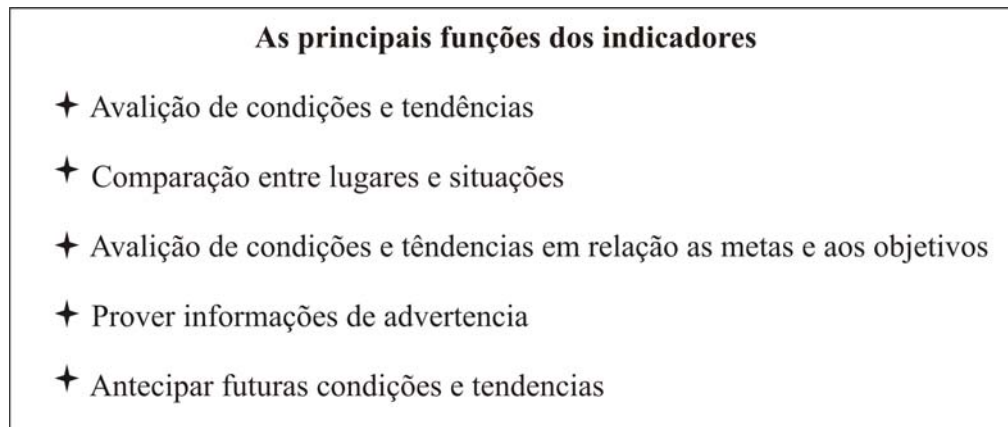 As principais funções dos indicadores
✦ Avalição de condições e tendências
✦ Comparação entre lugares e situações
✦ Avalição de condições e têndencias em relação as metas e aos objetivos
✦ Prover informações de advertencia
✦ Antecipar futuras condições e tendencias